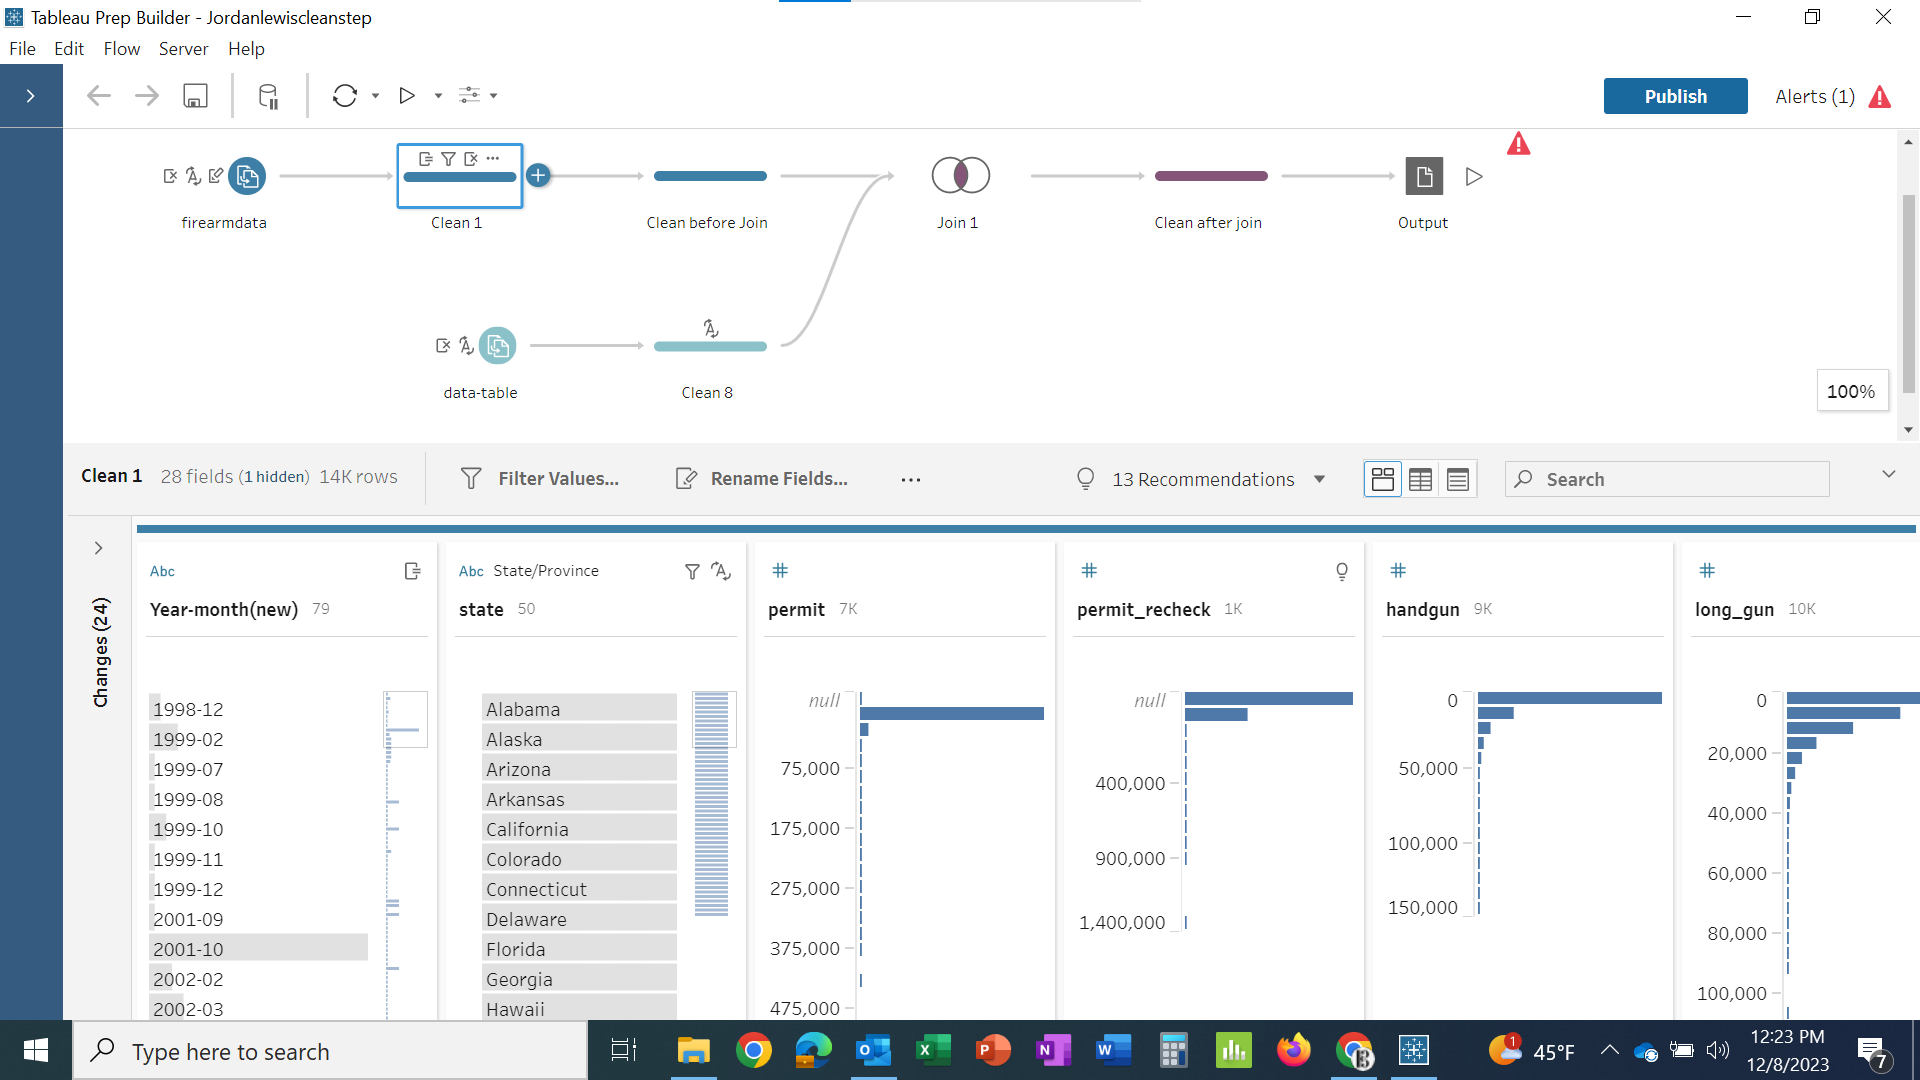 Tableau Prep Builder - Jordanlewiscleanstep
File Edit Flow Server Help
Publish
Alerts (1)
firearmdata
Clean 1
Clean before Join
Join 1
Clean after join
Output
data-table
Clean 8
100%
Clean 1 28 fields (1 hidden) 14K rows
Filter Values...
Rename Fields...
13 Recommendations
Search
Changes (24)
Abc
Year-month(new) 79
1998-12
1999-02
1999-07
1999-08
1999-10
1999-11
1999-12
2001-09
2001-10
2002-02
2002-03
Abc State/Province
state 50
Alabama
Alaska
Arizona
Arkansas
California
Colorado
Connecticut
Delaware
Florida
Georgia
Hawaii
#
permit 7K
null
75,000
175,000
275,000
375,000
475,000
#
permit_recheck 1K
null
400,000
900,000
1,400,000
#
handgun 9K
0
50,000
100,000
150,000
#
long_gun 10K
0
20,000
40,000
60,000
80,000
100,000
Type here to search
1
45°F
12:23 PM
12/8/2023
7